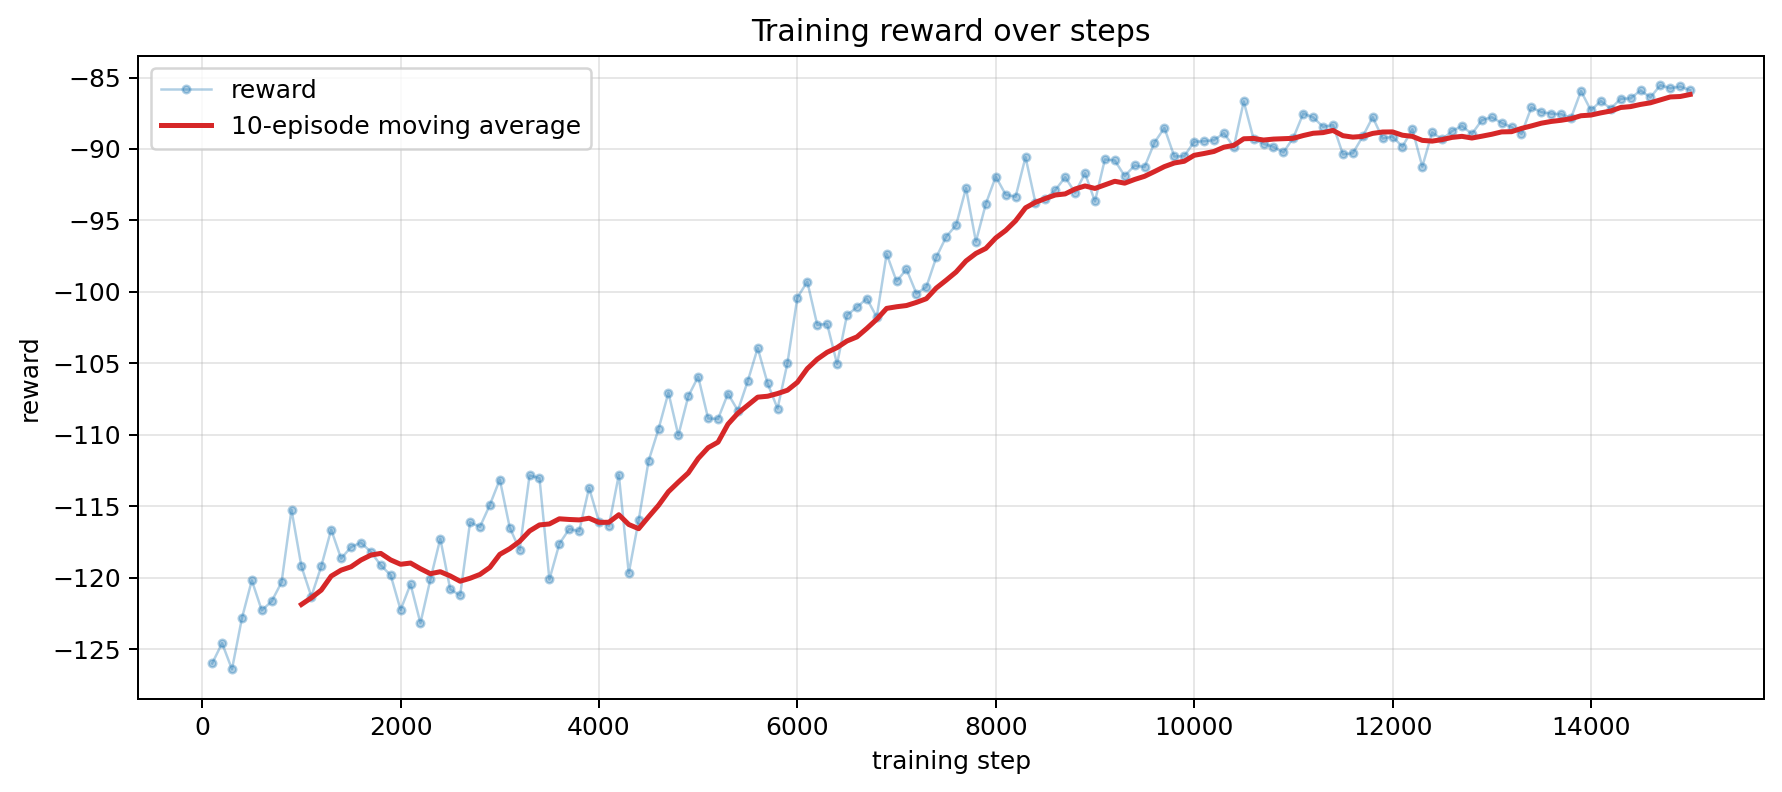 Training reward over steps
reward
10-episode moving average
−85
−90
−95
−100
−105
−110
−115
−120
−125
reward
0 2000 4000 6000 8000 10000 12000 14000
training step